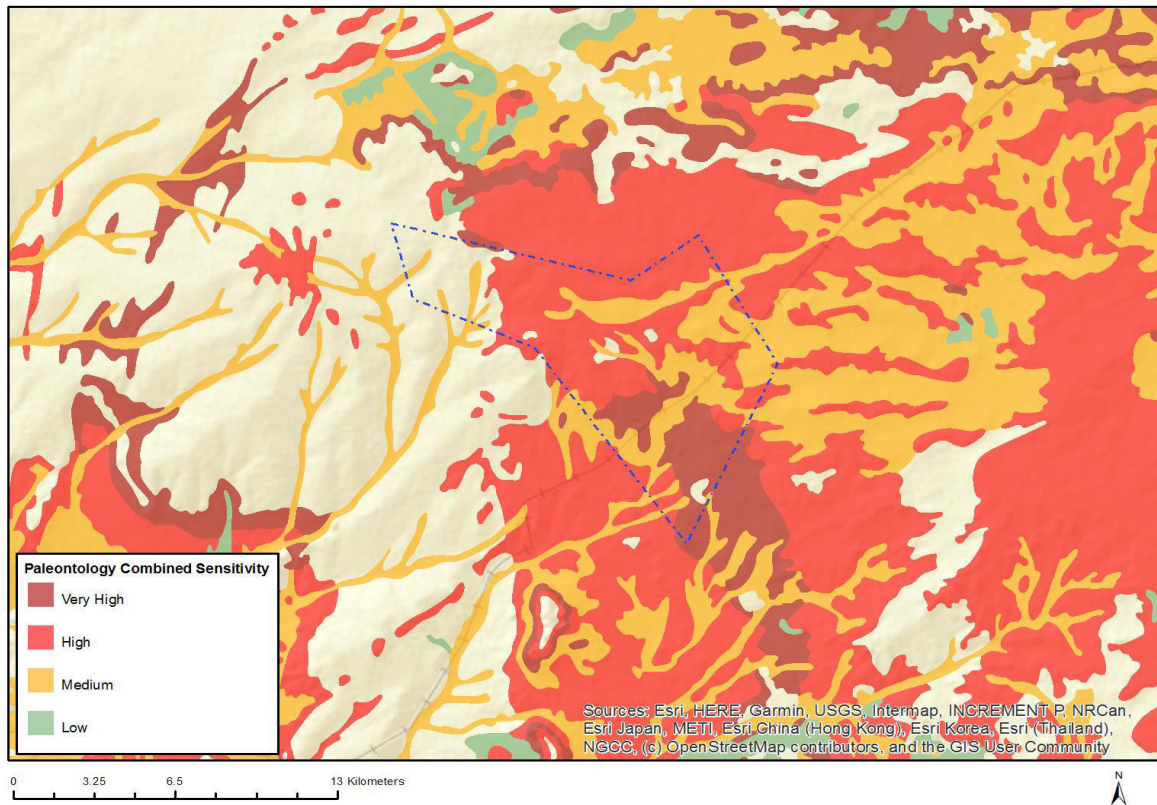 Paleontology Combined Sensitivity
Very High
High
Medium
Low
Sources: Esri, HERE, Garmin, USGS, Intermap, INCREMENT P, NRCan,
Esri Japan, METI, Esri China (Hong Kong), Esri Korea, Esri (Thailand),
NGCC, (c) OpenStreetMap contributors, and the GIS User Community
0 3.25 6.5 13 Kilometers
N